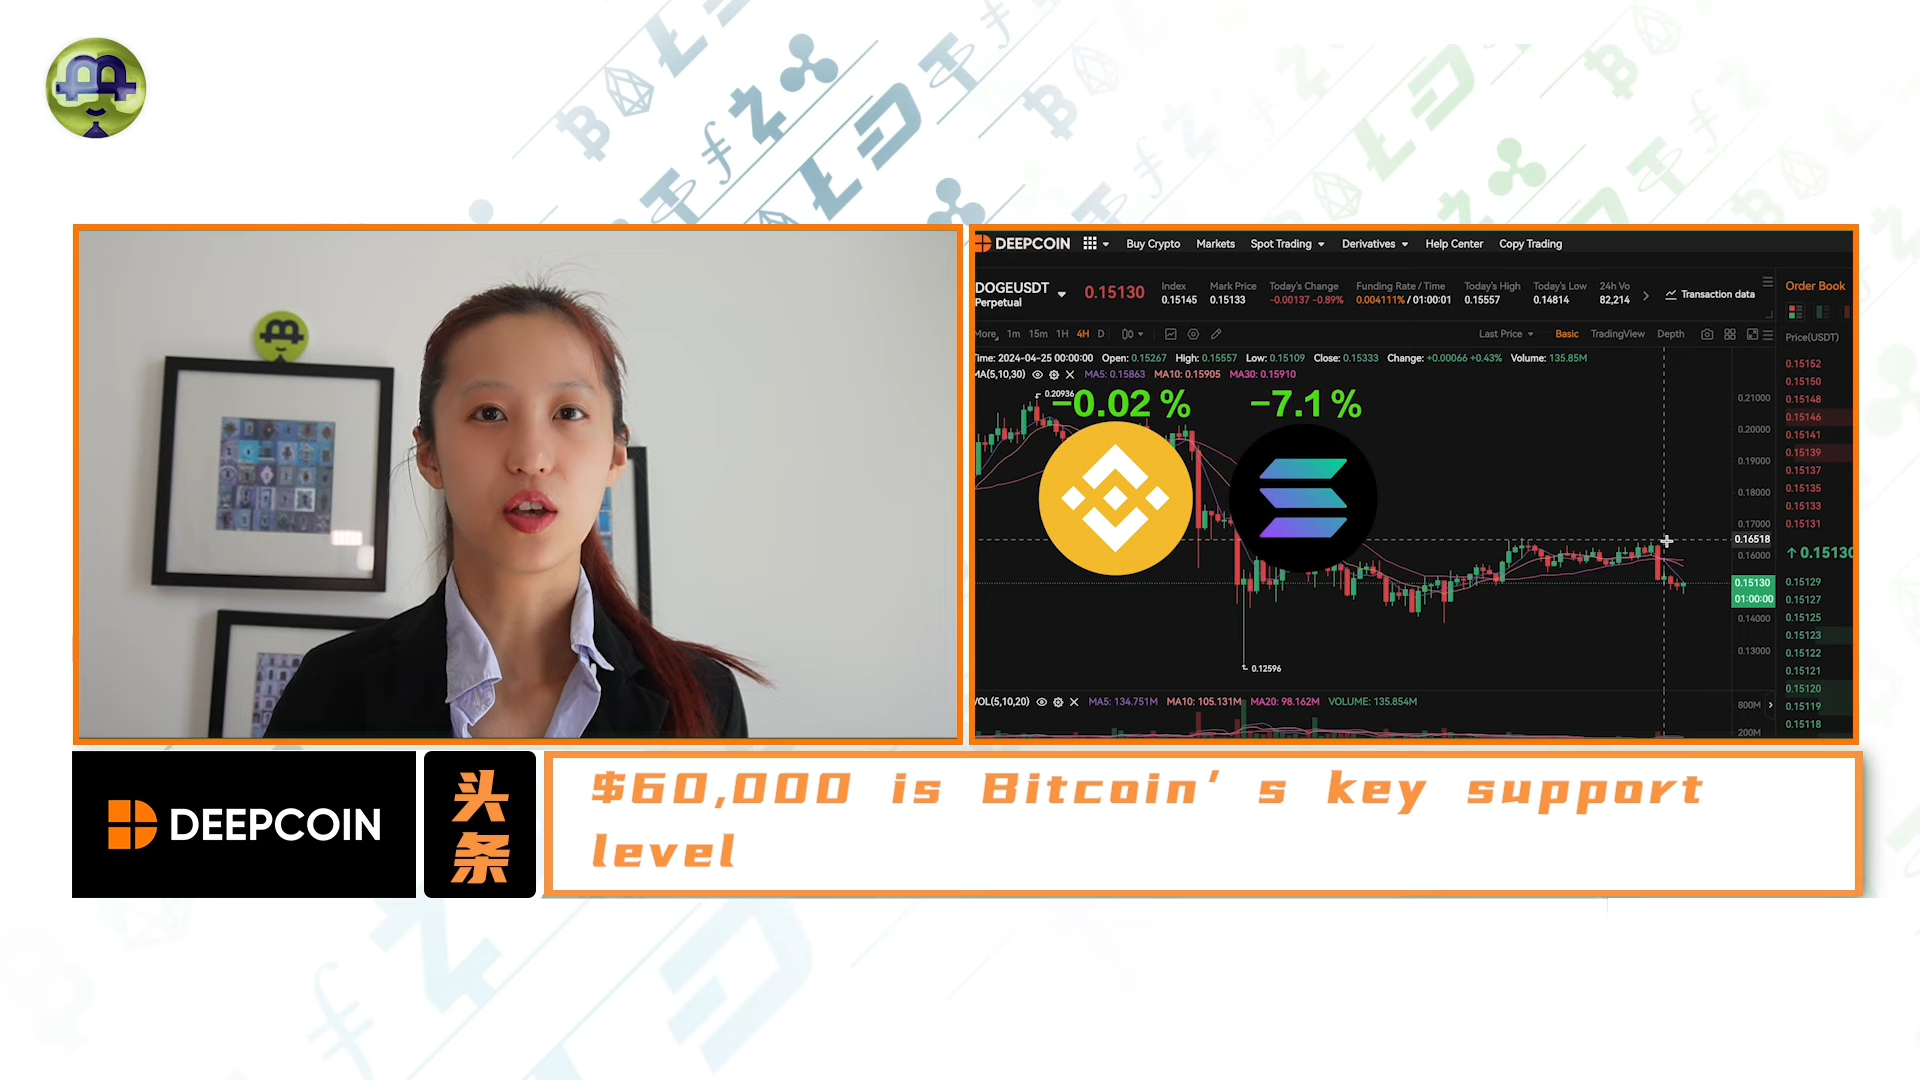 DEEPCOIN Buy Crypto Markets Spot Trading Derivatives Help Center Copy Trading
DOGEUSDT
Perpetual
0.15130
Index
0.15145
Mark Price
0.15133
Today's Change
-0.00137 -0.89%
Funding Rate / Time
0.004111% / 01:00:01
Today's High
0.15557
Today's Low
0.14814
24h Vo
82,214
Transaction data
Order Book
More 1m 15m 1H 4H D
Last Price Basic TradingView Depth
Price(USDT)
Time: 2024-04-25 00:00:00 Open: 0.15267 High: 0.15557 Low: 0.15109 Close: 0.15333 Change: +0.00066 +0.43% Volume: 135.85M
MA(5,10,30) MA5: 0.15863 MA10: 0.15905 MA30: 0.15910
0.20936
-0.02 %
-7.1 %
0.21000
0.20000
0.19000
0.18000
0.17000
0.16518
0.16000
0.15130
01:00:00
0.14000
0.13000
0.12596
0.15152
0.15150
0.15148
0.15146
0.15141
0.15139
0.15137
0.15135
0.15133
0.15131
↑ 0.15130
0.15129
0.15127
0.15125
0.15123
0.15122
0.15121
0.15120
0.15119
0.15118
VOL(5,10,20) MA5: 134.751M MA10: 105.131M MA20: 98.162M VOLUME: 135.854M
800M
200M
DEEPCOIN
头
条
$60,000 is Bitcoin's key support
level